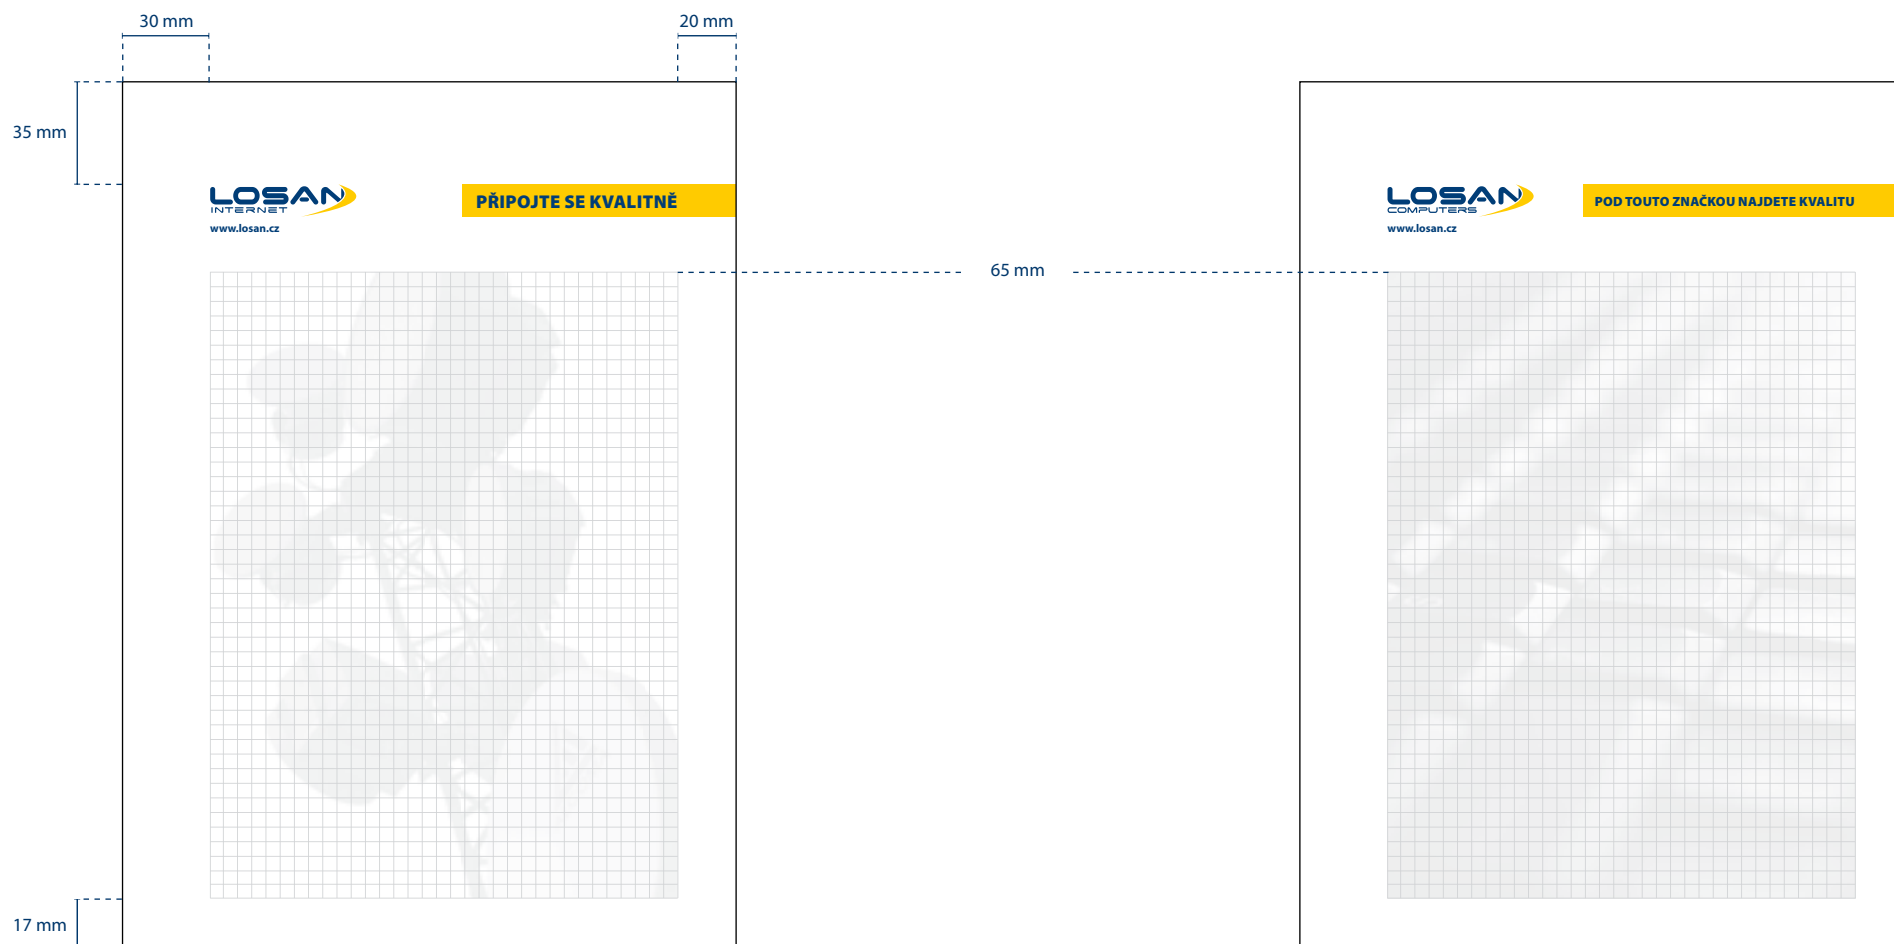 30 mm
20 mm
35 mm
LOSAN
INTERNET
www.losan.cz
PŘIPOJTE SE KVALITNĚ
LOSAN
COMPUTERS
www.losan.cz
POD TOUTO ZNAČKOU NAJDETE KVALITU
65 mm
17 mm